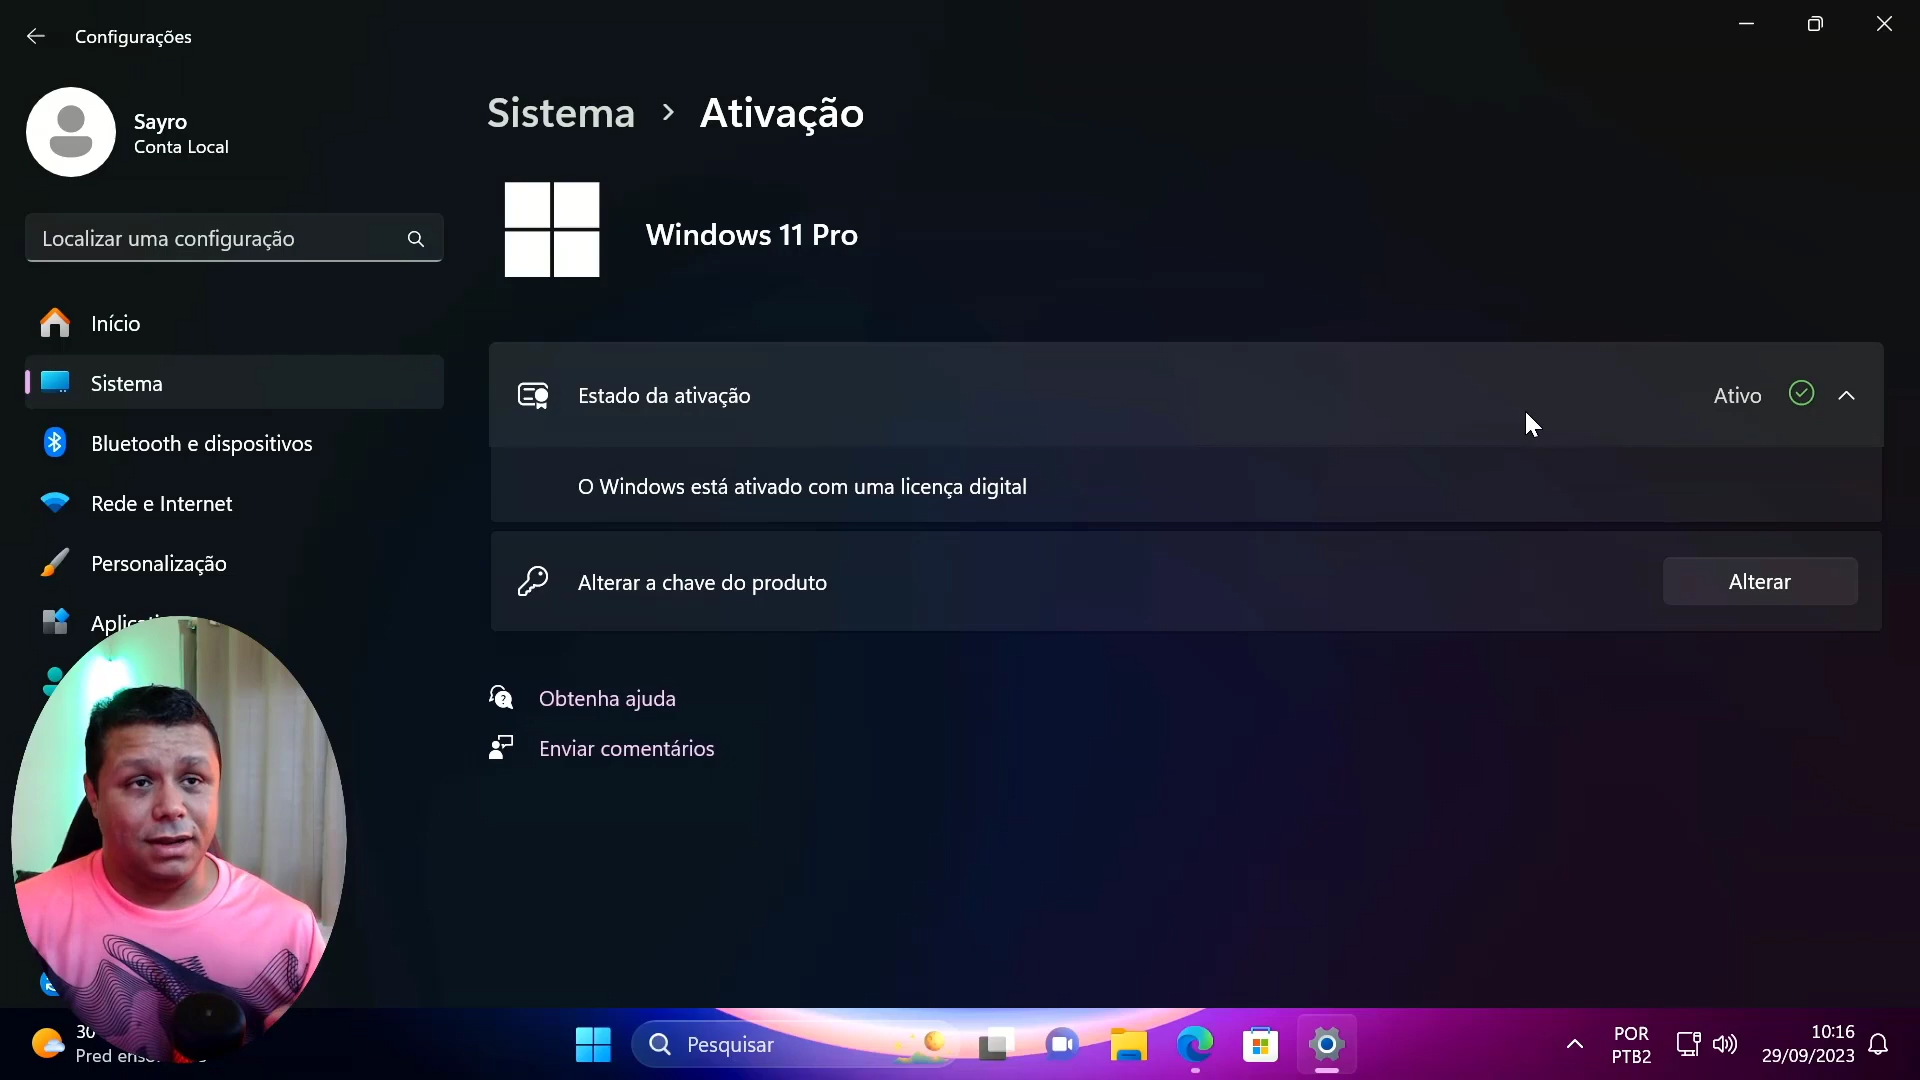 Configurações
Sayro
Conta Local
Localizar uma configuração
Início
Sistema
Bluetooth e dispositivos
Rede e Internet
Personalização
Sistema > Ativação
Windows 11 Pro
Estado da ativação
Ativo
O Windows está ativado com uma licença digital
Alterar a chave do produto
Alterar
Obtenha ajuda
Enviar comentários
Pred
Pesquisar
POR
PTB2
10:16
29/09/2023